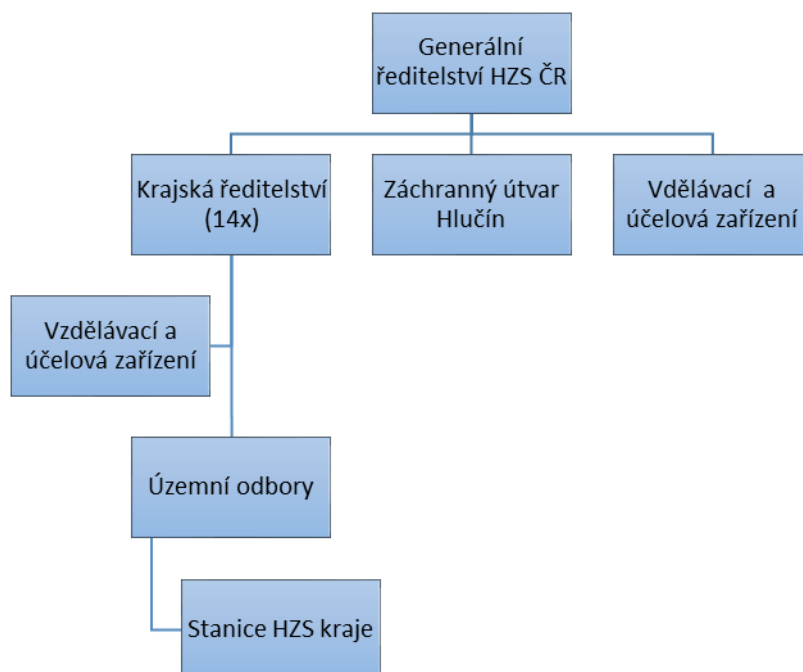 Generální
ředitelství HZS ČR
Krajská ředitelství
(14x)
Záchranný útvar
Hlučín
Vdělávací a
účelová zařízení
Vzdělávací a
účelová zařízení
Územní odbory
Stanice HZS kraje